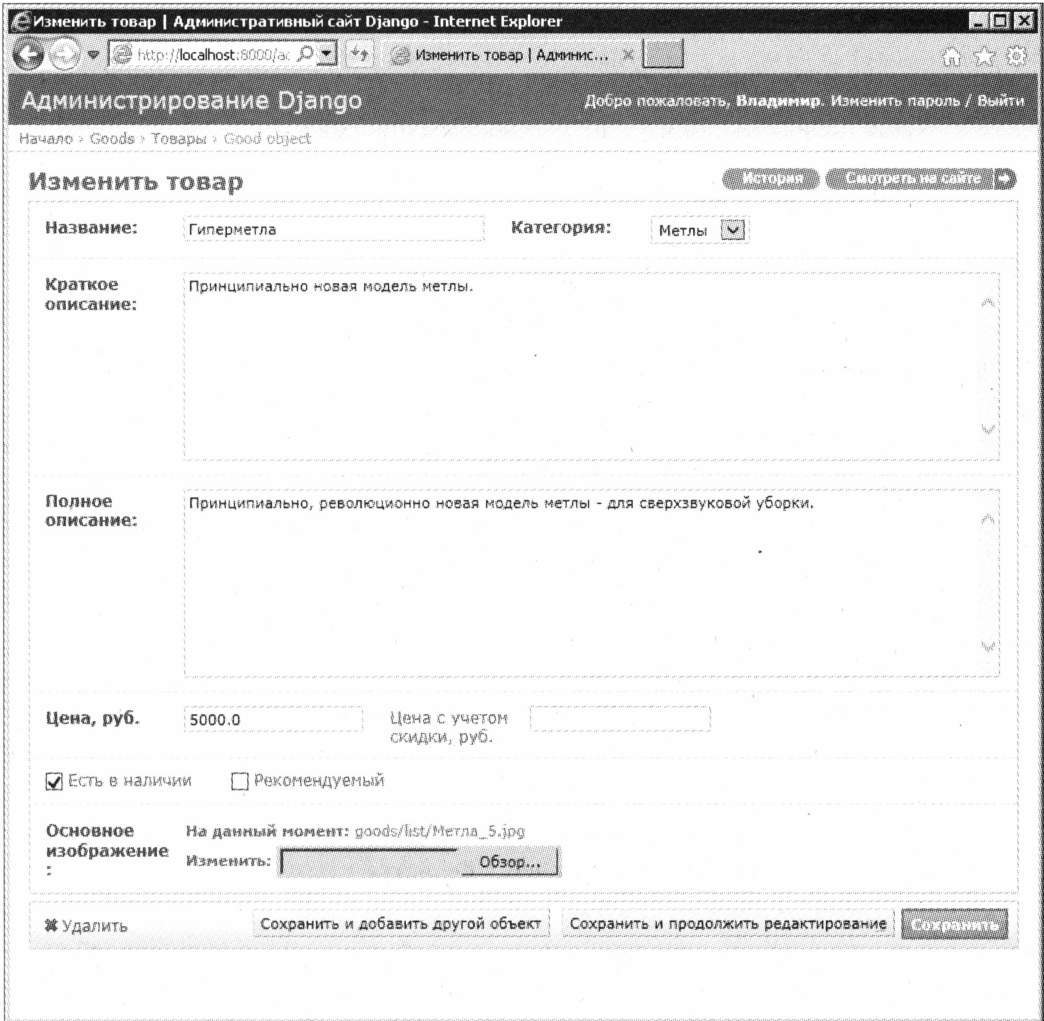 Изменить товар | Административный сайт Django - Internet Explorer
http://localhost:8000/ac Изменить товар | Админис...
Администрирование Django Добро пожаловать, Владимир. Изменить пароль / Выйти
Начало › Goods › Товары › Good object
Изменить товар История Смотреть на сайте
Название: Гиперметла Категория: Метлы
Краткое Принципиально новая модель метлы.
описание:
Полное Принципиально, революционно новая модель метлы - для сверхзвуковой уборки.
описание:
Цена, руб. 5000.0 Цена с учетом
скидки, руб.
Есть в наличии Рекомендуемый
Основное На данный момент: goods/list/Метла_5.jpg
изображение Изменить: Обзор...
:
Удалить Сохранить и добавить другой объект Сохранить и продолжить редактирование Сохранить